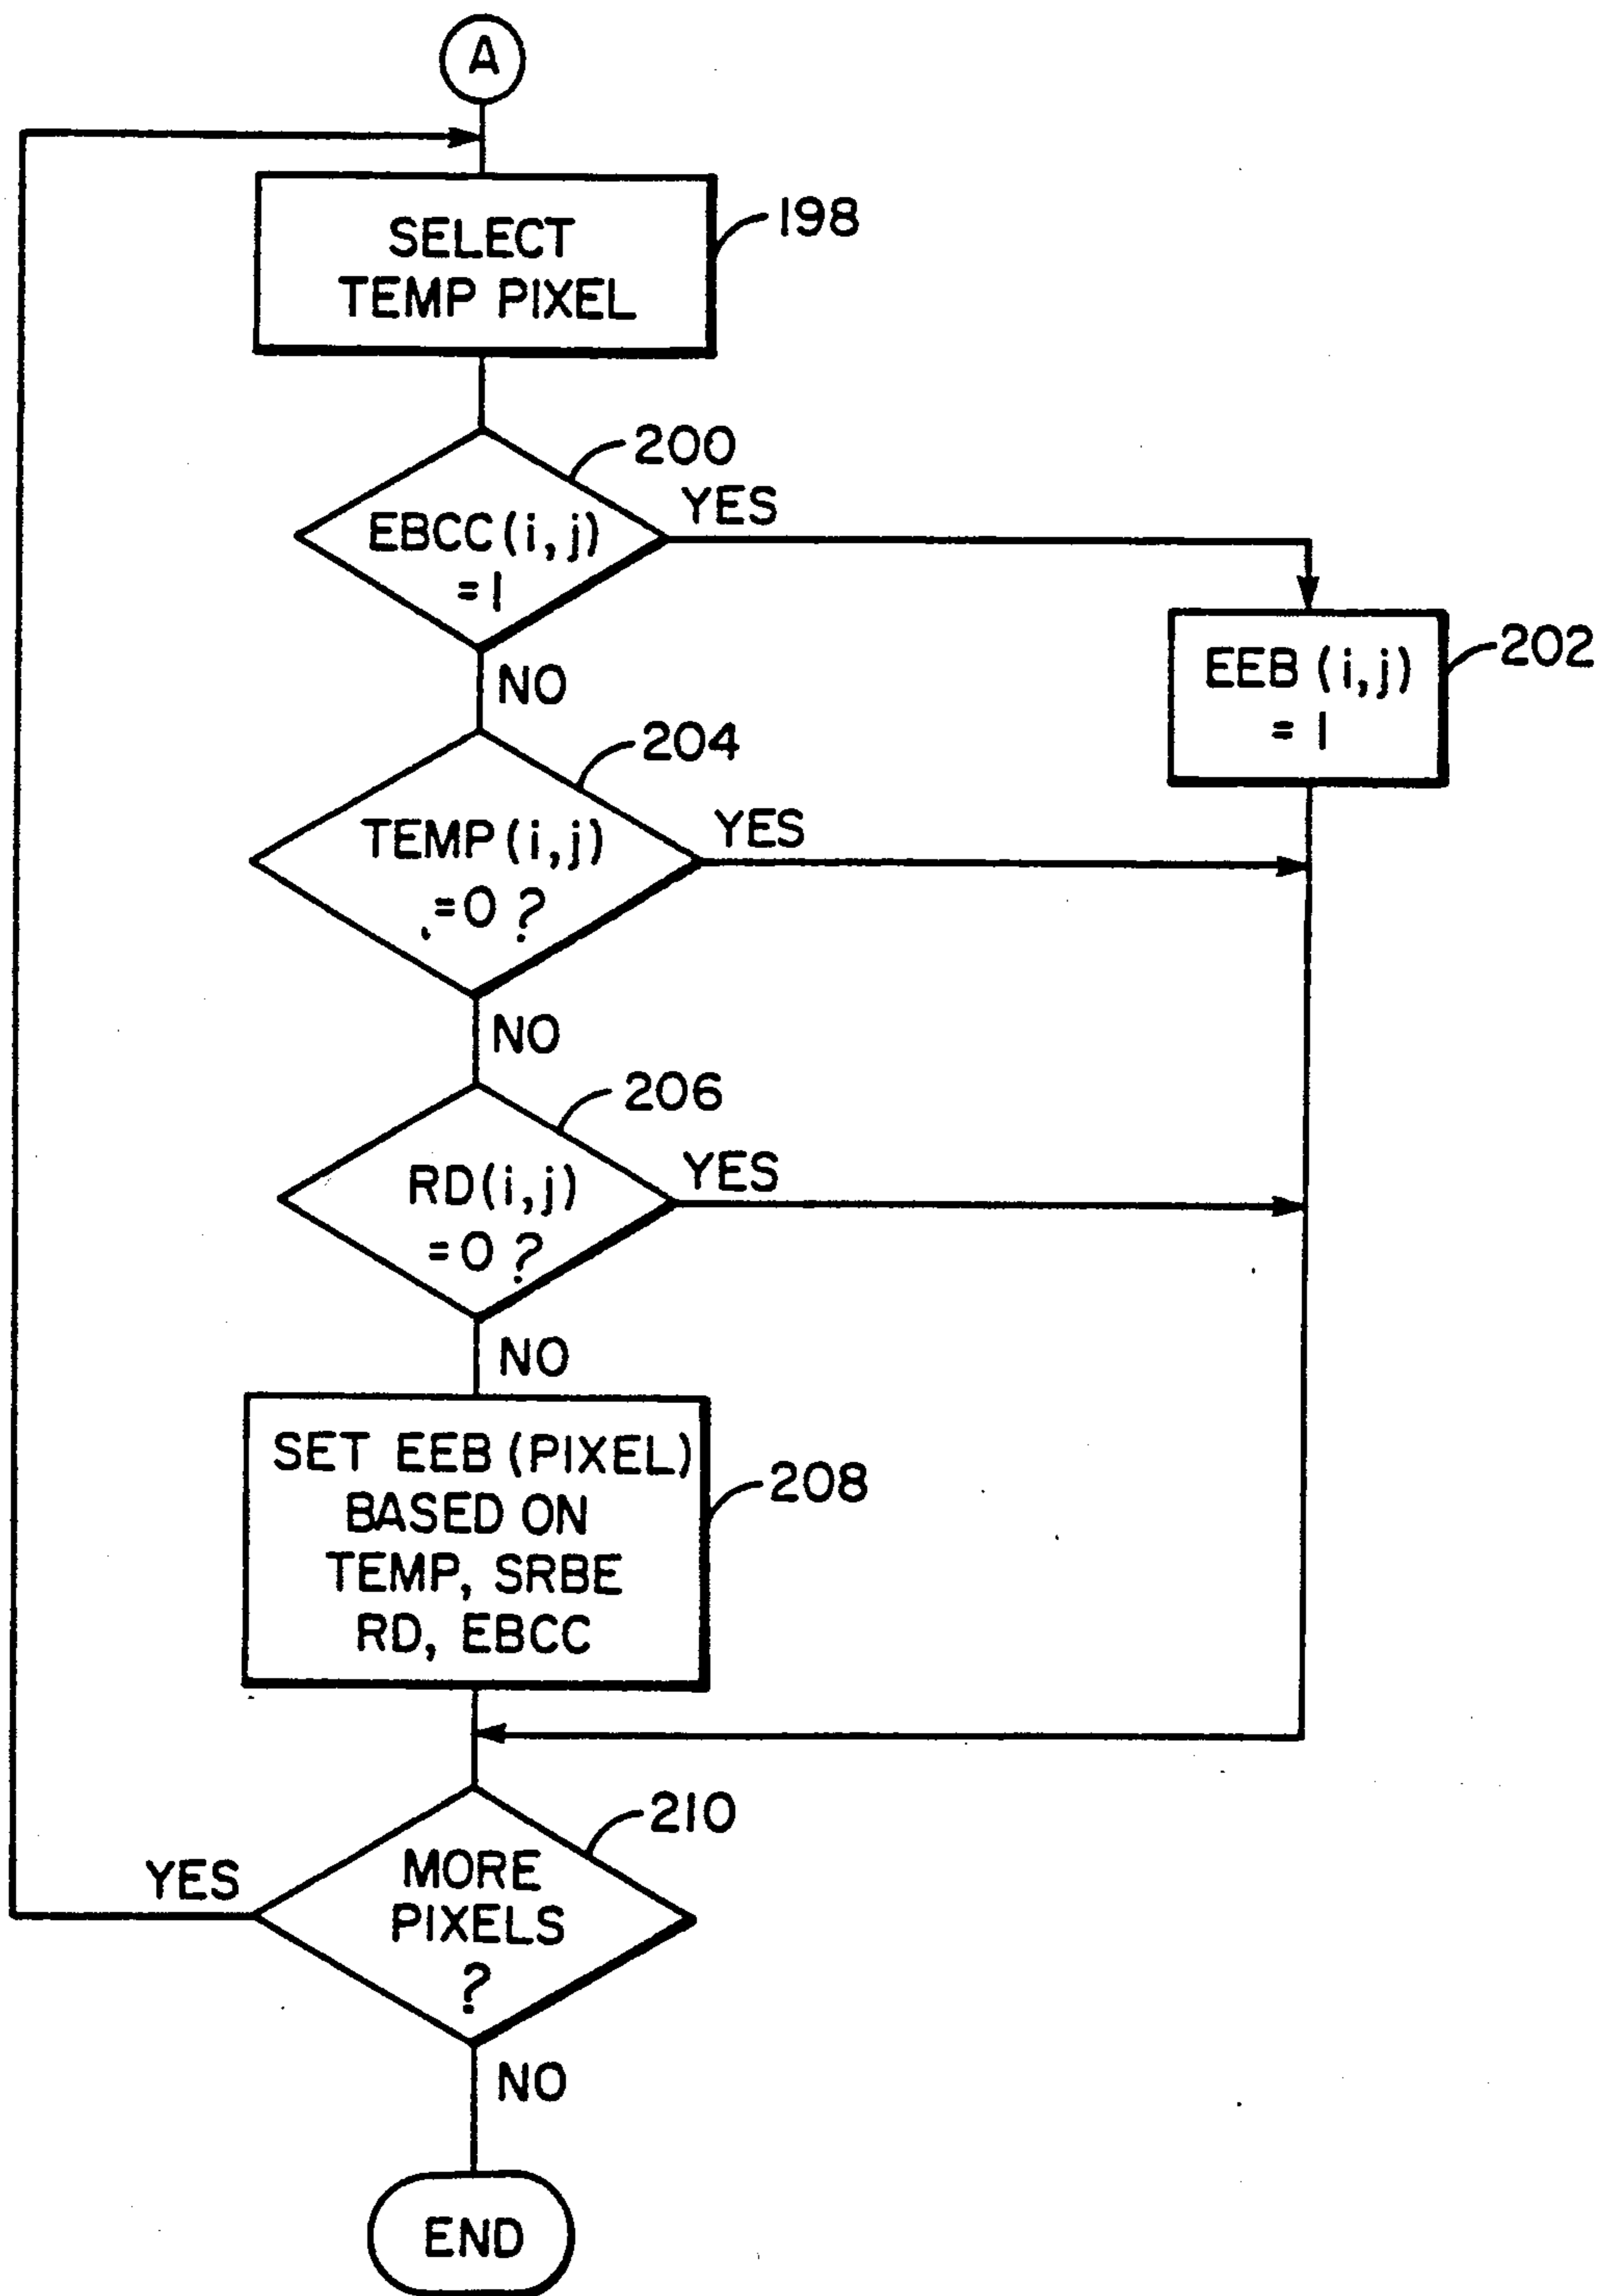 A
SELECT
TEMP PIXEL
198
200
EBCC(i,j)
=1
YES
NO
EEB(i,j)
=1
202
204
TEMP(i,j)
=0?
YES
NO
206
RD(i,j)
=0?
YES
NO
SET EEB(PIXEL)
BASED ON
TEMP, SRBE
RD, EBCC
208
210
MORE
PIXELS
?
YES
NO
END